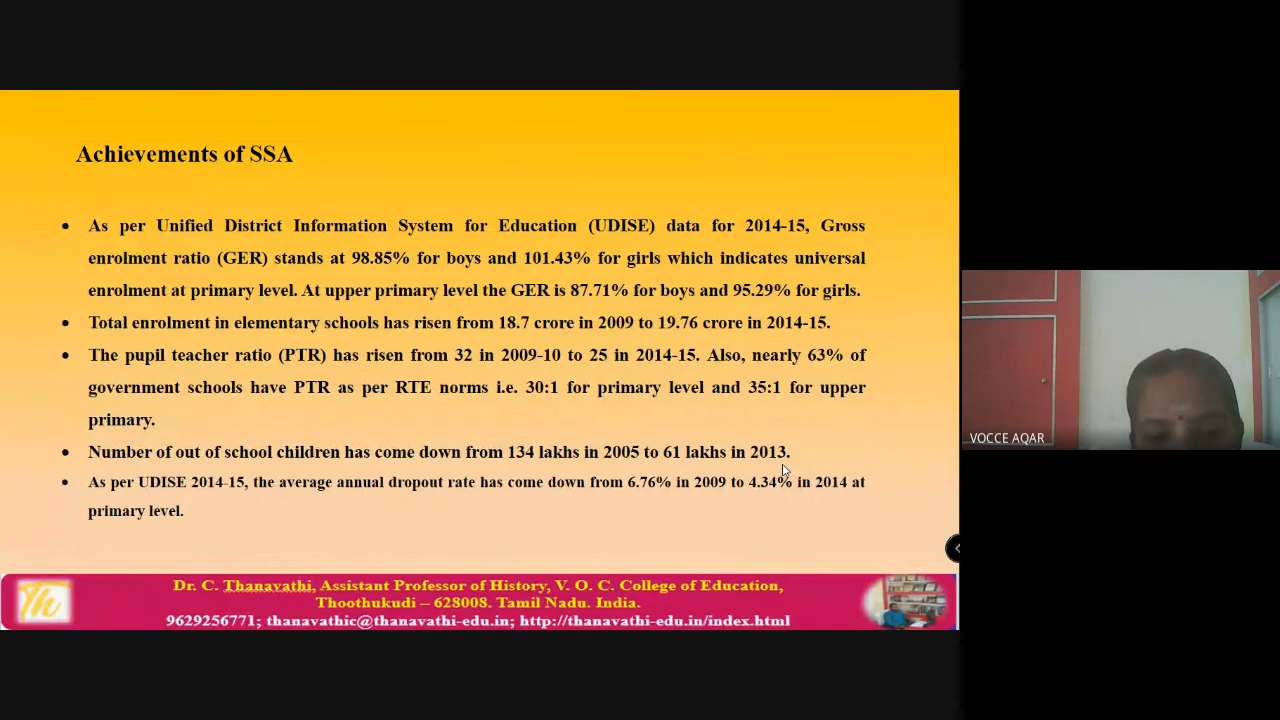 Achievements of SSA
• As per Unified District Information System for Education (UDISE) data for 2014-15, Gross
enrolment ratio (GER) stands at 98.85% for boys and 101.43% for girls which indicates universal
enrolment at primary level. At upper primary level the GER is 87.71% for boys and 95.29% for girls.
• Total enrolment in elementary schools has risen from 18.7 crore in 2009 to 19.76 crore in 2014-15.
• The pupil teacher ratio (PTR) has risen from 32 in 2009-10 to 25 in 2014-15. Also, nearly 63% of
government schools have PTR as per RTE norms i.e. 30:1 for primary level and 35:1 for upper
primary.
• Number of out of school children has come down from 134 lakhs in 2005 to 61 lakhs in 2013.
• As per UDISE 2014-15, the average annual dropout rate has come down from 6.76% in 2009 to 4.34% in 2014 at
primary level.
Th
Dr. C. Thanavathi, Assistant Professor of History, V. O. C. College of Education,
Thoothukudi – 628008. Tamil Nadu. India.
9629256771; thanavathic@thanavathi-edu.in; http://thanavathi-edu.in/index.html
VOCCE AQAR